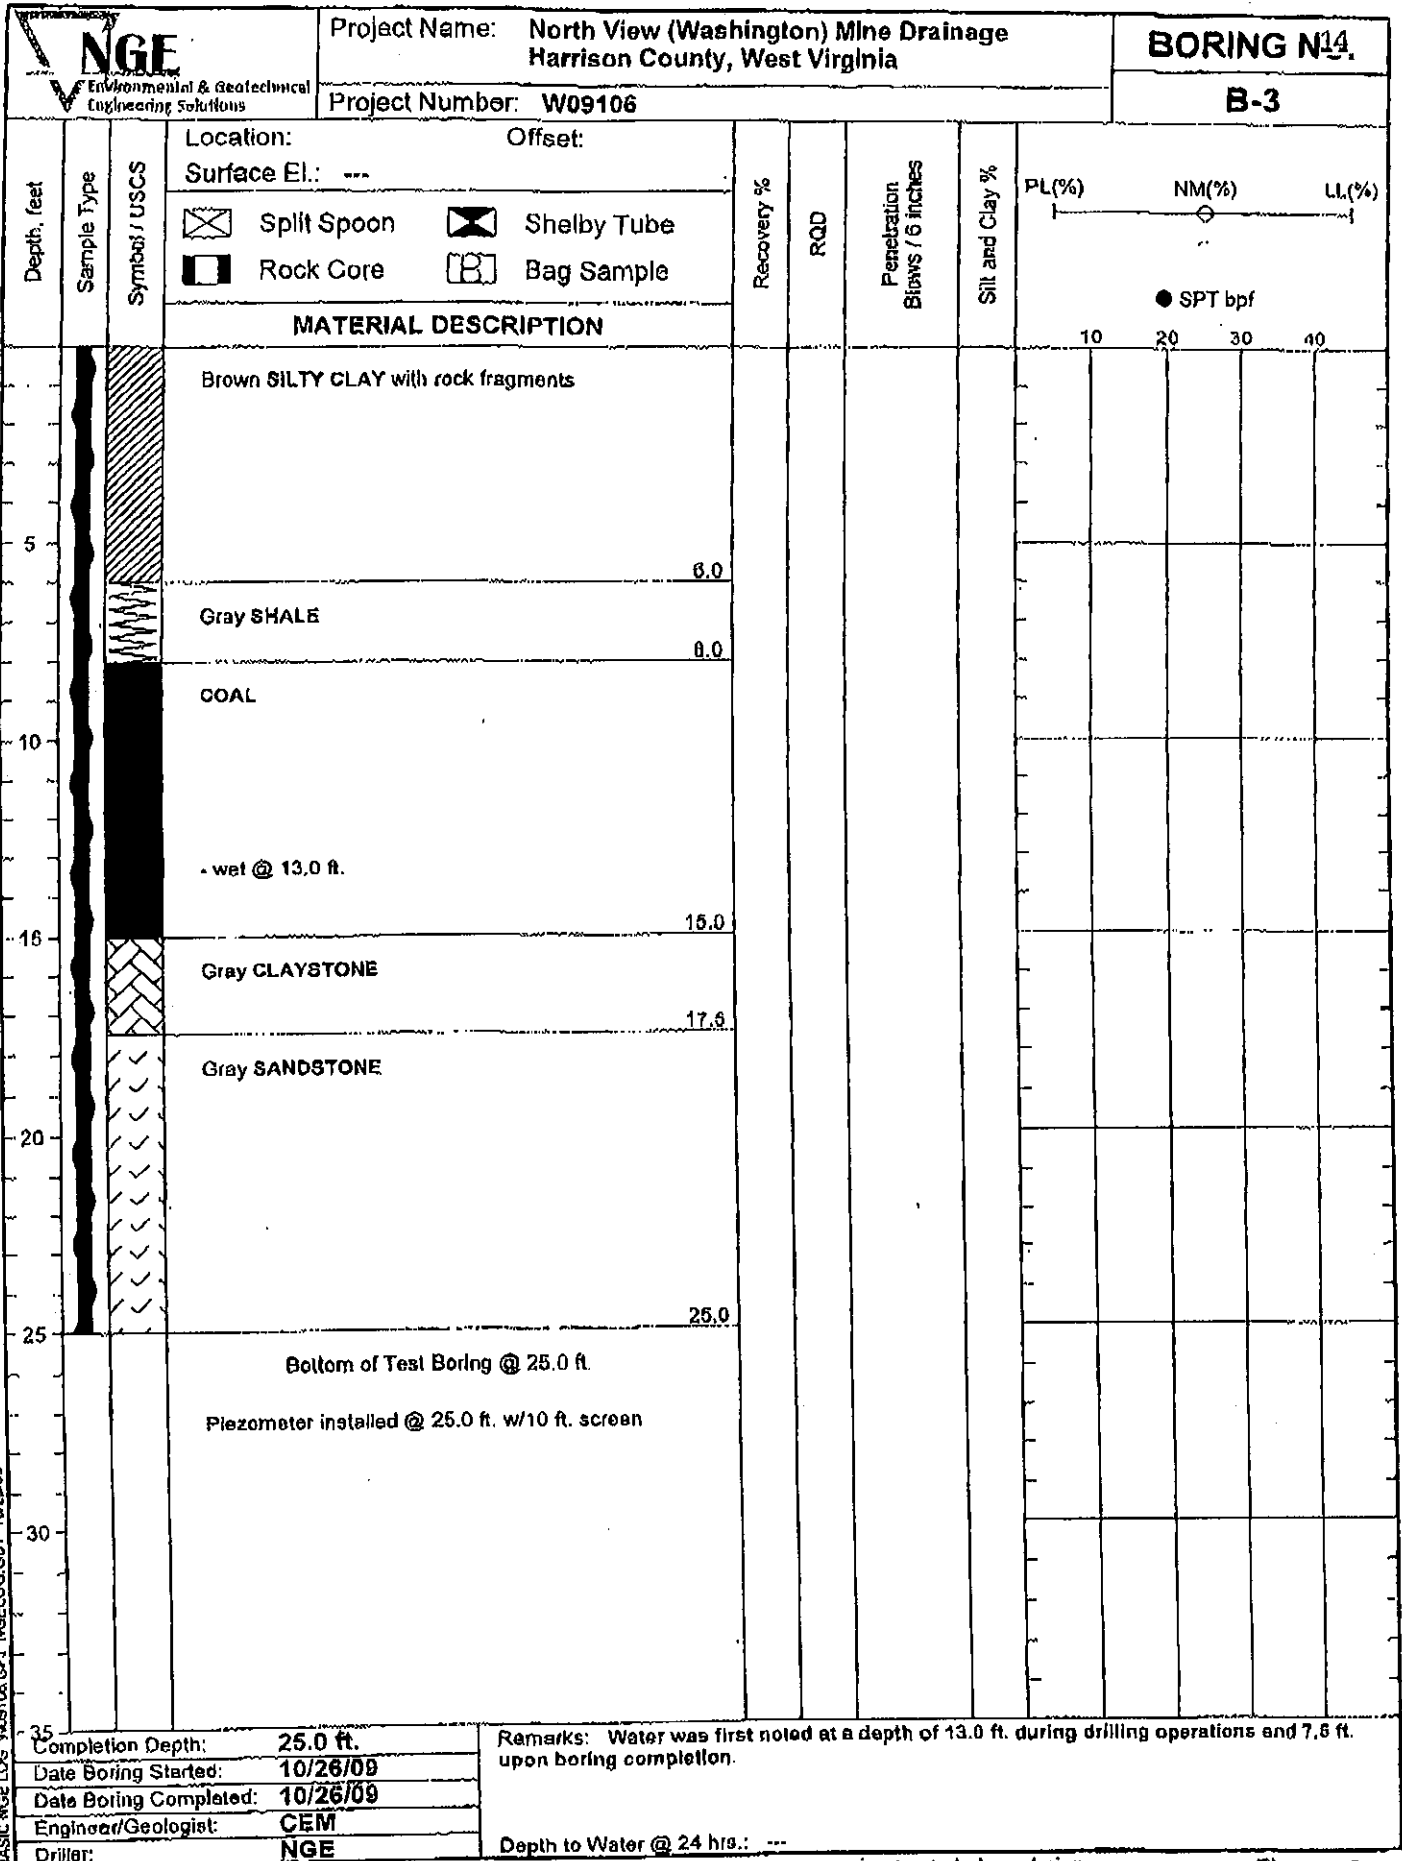 NGE
Environmental & Geotechnical
Engineering Solutions
Project Name: North View (Washington) Mine Drainage
Harrison County, West Virginia
Project Number: W09106
BORING N14.
B-3
Depth, feet
Sample Type
Symbol / USCS
Location: Offset:
Surface El.: ---
Split Spoon Shelby Tube
Rock Core B Bag Sample
MATERIAL DESCRIPTION
Recovery %
RQD
Penetration
Blows / 6 inches
Silt and Clay %
PL(%) NM(%) LL(%)
SPT bpf
10 20 30 40
Brown SILTY CLAY with rock fragments
5
6.0
Gray SHALE
8.0
COAL
10
- wet @ 13.0 ft.
15.0
15
Gray CLAYSTONE
17.5
Gray SANDSTONE
20
25.0
25
Bottom of Test Boring @ 25.0 ft.
Piezometer installed @ 25.0 ft. w/10 ft. screen
30
35
Completion Depth: 25.0 ft.
Date Boring Started: 10/26/09
Date Boring Completed: 10/26/09
Engineer/Geologist: CEM
Driller: NGE
Remarks: Water was first noted at a depth of 13.0 ft. during drilling operations and 7.5 ft.
upon boring completion.
Depth to Water @ 24 hrs.: ---